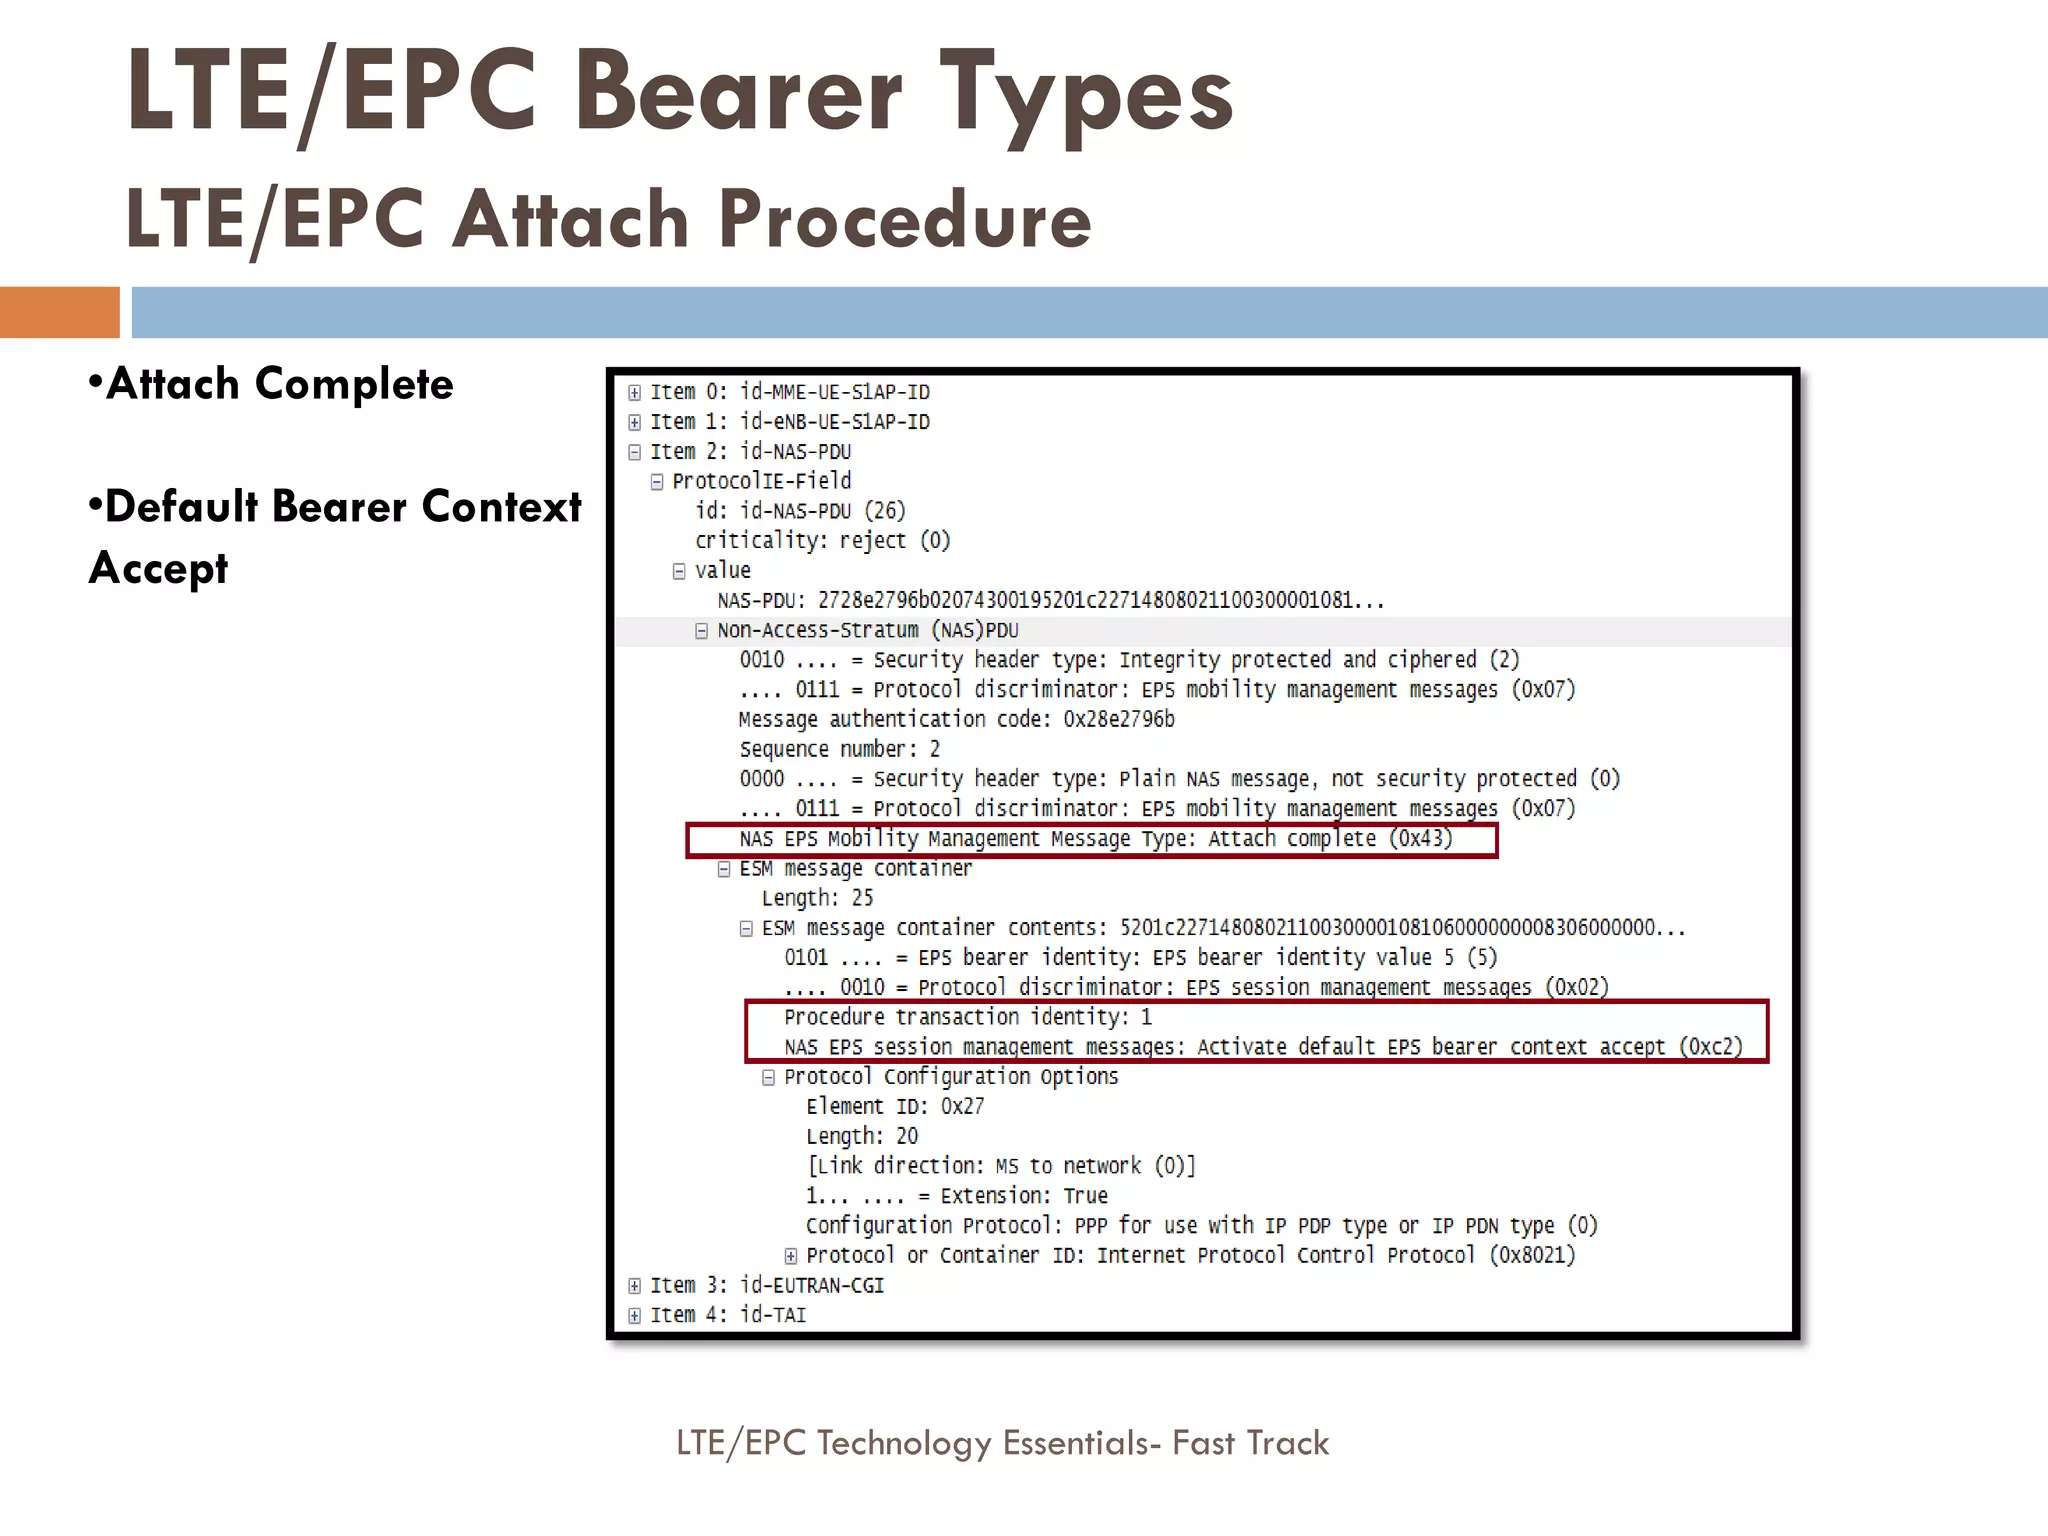 LTE/EPC Bearer Types
LTE/EPC Attach Procedure
•Attach Complete
•Default Bearer Context
Accept
Item 0: id-MME-UE-S1AP-ID
Item 1: id-eNB-UE-S1AP-ID
Item 2: id-NAS-PDU
ProtocolIE-Field
id: id-NAS-PDU (26)
criticality: reject (0)
value
NAS-PDU: 2728e2796b02074300195201c22714808021100300001081...
Non-Access-Stratum (NAS)PDU
0010 .... = Security header type: Integrity protected and ciphered (2)
.... 0111 = Protocol discriminator: EPS mobility management messages (0x07)
Message authentication code: 0x28e2796b
Sequence number: 2
0000 .... = Security header type: Plain NAS message, not security protected (0)
.... 0111 = Protocol discriminator: EPS mobility management messages (0x07)
NAS EPS Mobility Management Message Type: Attach complete (0x43)
ESM message container
Length: 25
ESM message container contents: 5201c2271480802110030000108106000000008306000000...
0101 .... = EPS bearer identity: EPS bearer identity value 5 (5)
.... 0010 = Protocol discriminator: EPS session management messages (0x02)
Procedure transaction identity: 1
NAS EPS session management messages: Activate default EPS bearer context accept (0xc2)
Protocol Configuration Options
Element ID: 0x27
Length: 20
[Link direction: MS to network (0)]
1... .... = Extension: True
Configuration Protocol: PPP for use with IP PDP type or IP PDN type (0)
Protocol or Container ID: Internet Protocol Control Protocol (0x8021)
Item 3: id-EUTRAN-CGI
Item 4: id-TAI
LTE/EPC Technology Essentials- Fast Track